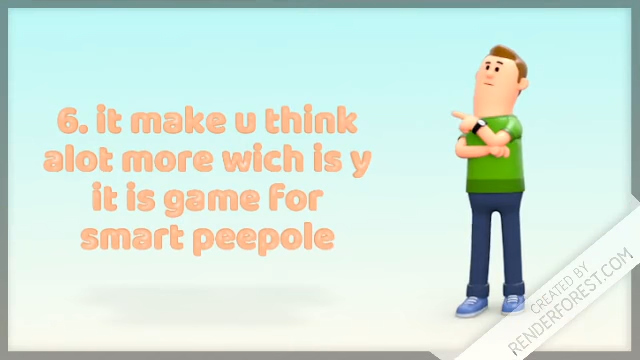 6. it make u think
alot more wich is y
it is game for
smart peepole
CREATED BY
RENDERFOREST.COM